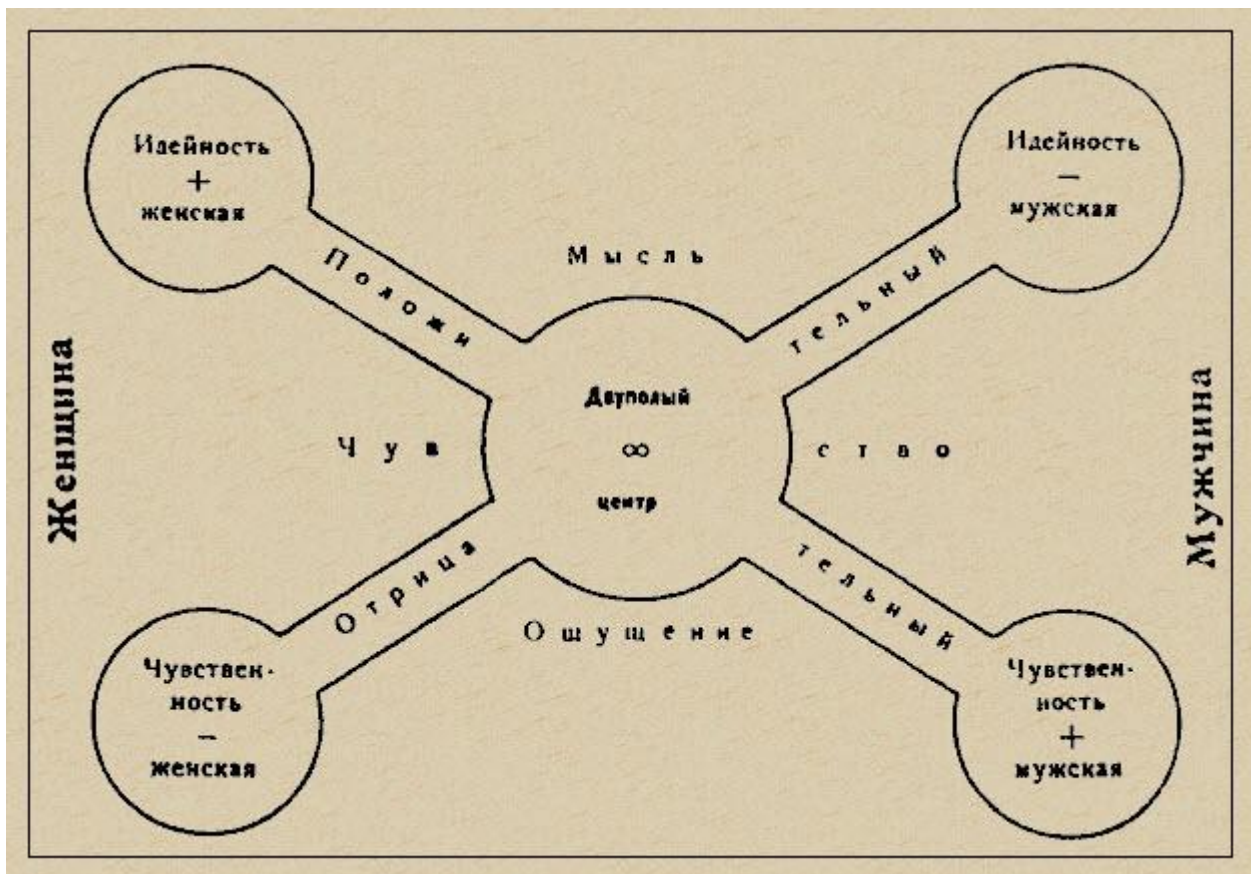 Идейность
+
женская
Идейность
−
мужская
Положи
тельный
Мысль
Женщина
Двуполый
∞
центр
Чув
ство
Мужчина
Отрица
тельный
Ощущение
Чувствен-
ность
−
женская
Чувствен-
ность
+
мужская